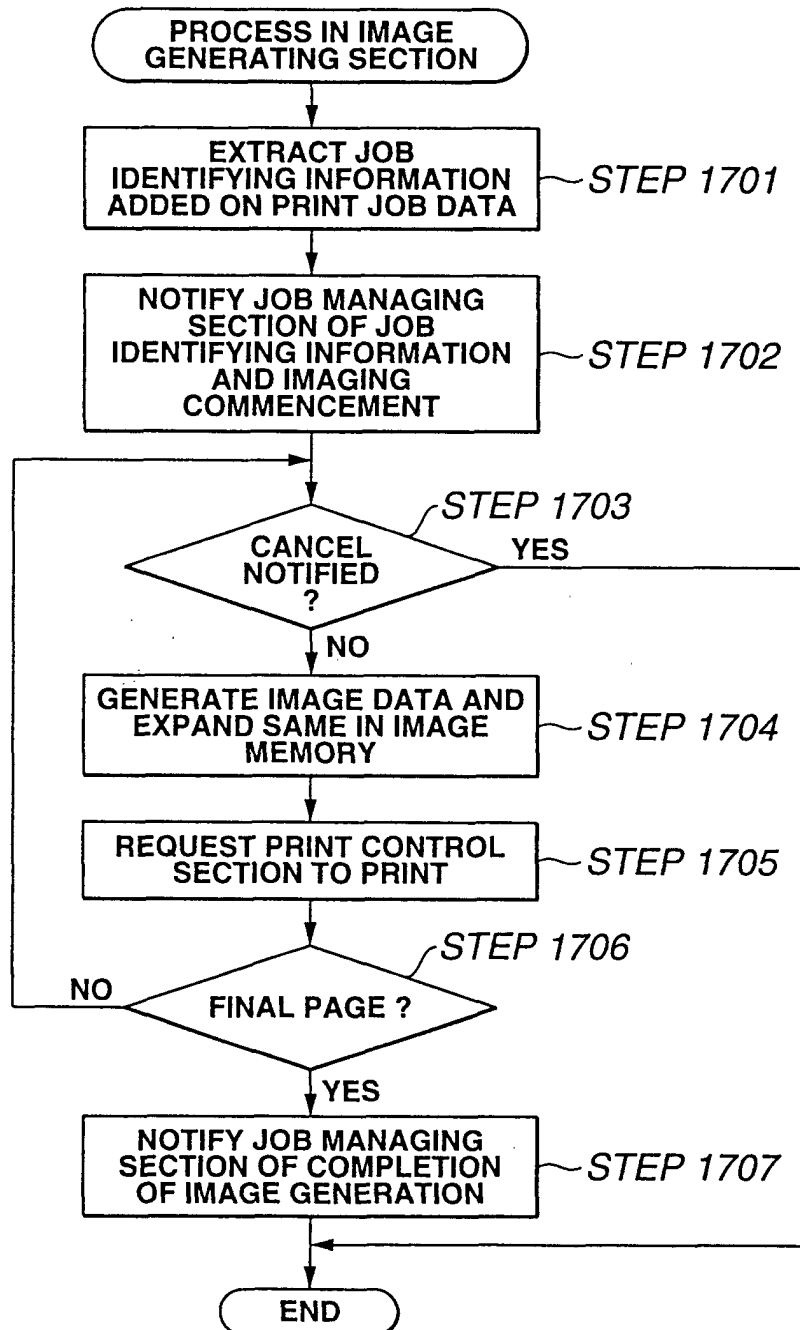 PROCESS IN IMAGE
GENERATING SECTION
EXTRACT JOB
IDENTIFYING INFORMATION
ADDED ON PRINT JOB DATA
STEP 1701
NOTIFY JOB MANAGING
SECTION OF JOB
IDENTIFYING INFORMATION
AND IMAGING
COMMENCEMENT
STEP 1702
STEP 1703
CANCEL
NOTIFIED
?
YES
NO
GENERATE IMAGE DATA AND
EXPAND SAME IN IMAGE
MEMORY
STEP 1704
REQUEST PRINT CONTROL
SECTION TO PRINT
STEP 1705
STEP 1706
NO
FINAL PAGE ?
YES
NOTIFY JOB MANAGING
SECTION OF COMPLETION
OF IMAGE GENERATION
STEP 1707
END